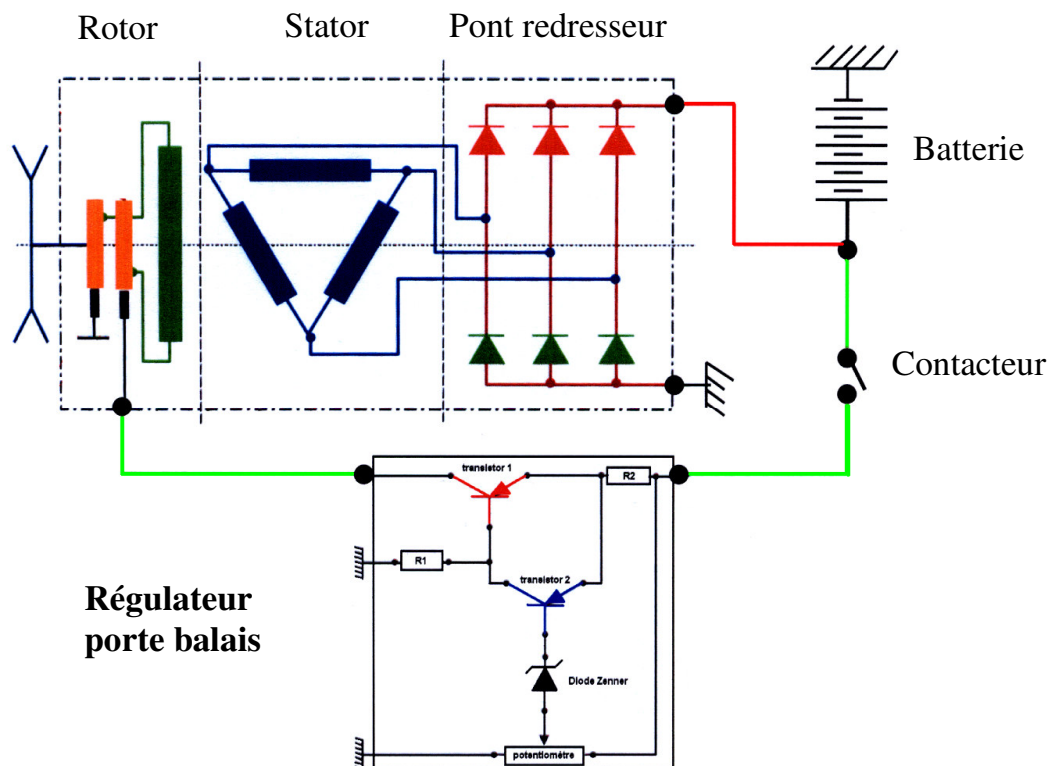 Rotor
Stator
Pont redresseur
Batterie
Contacteur
transistor 1
R2
R1
transistor 2
Régulateur
porte balais
Diode Zenner
potentiomètre